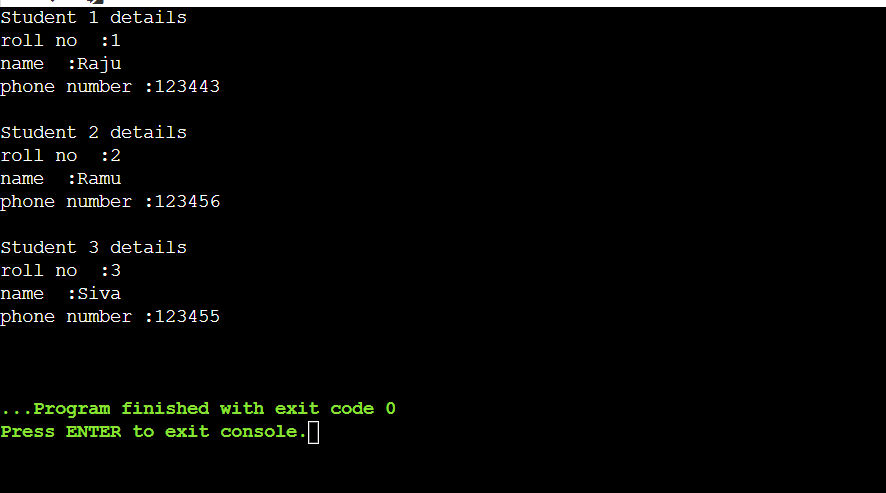 Student 1 details
roll no  :1
name  :Raju
phone number :123443
Student 2 details
roll no  :2
name  :Ramu
phone number :123456
Student 3 details
roll no  :3
name  :Siva
phone number :123455
...Program finished with exit code 0
Press ENTER to exit console.